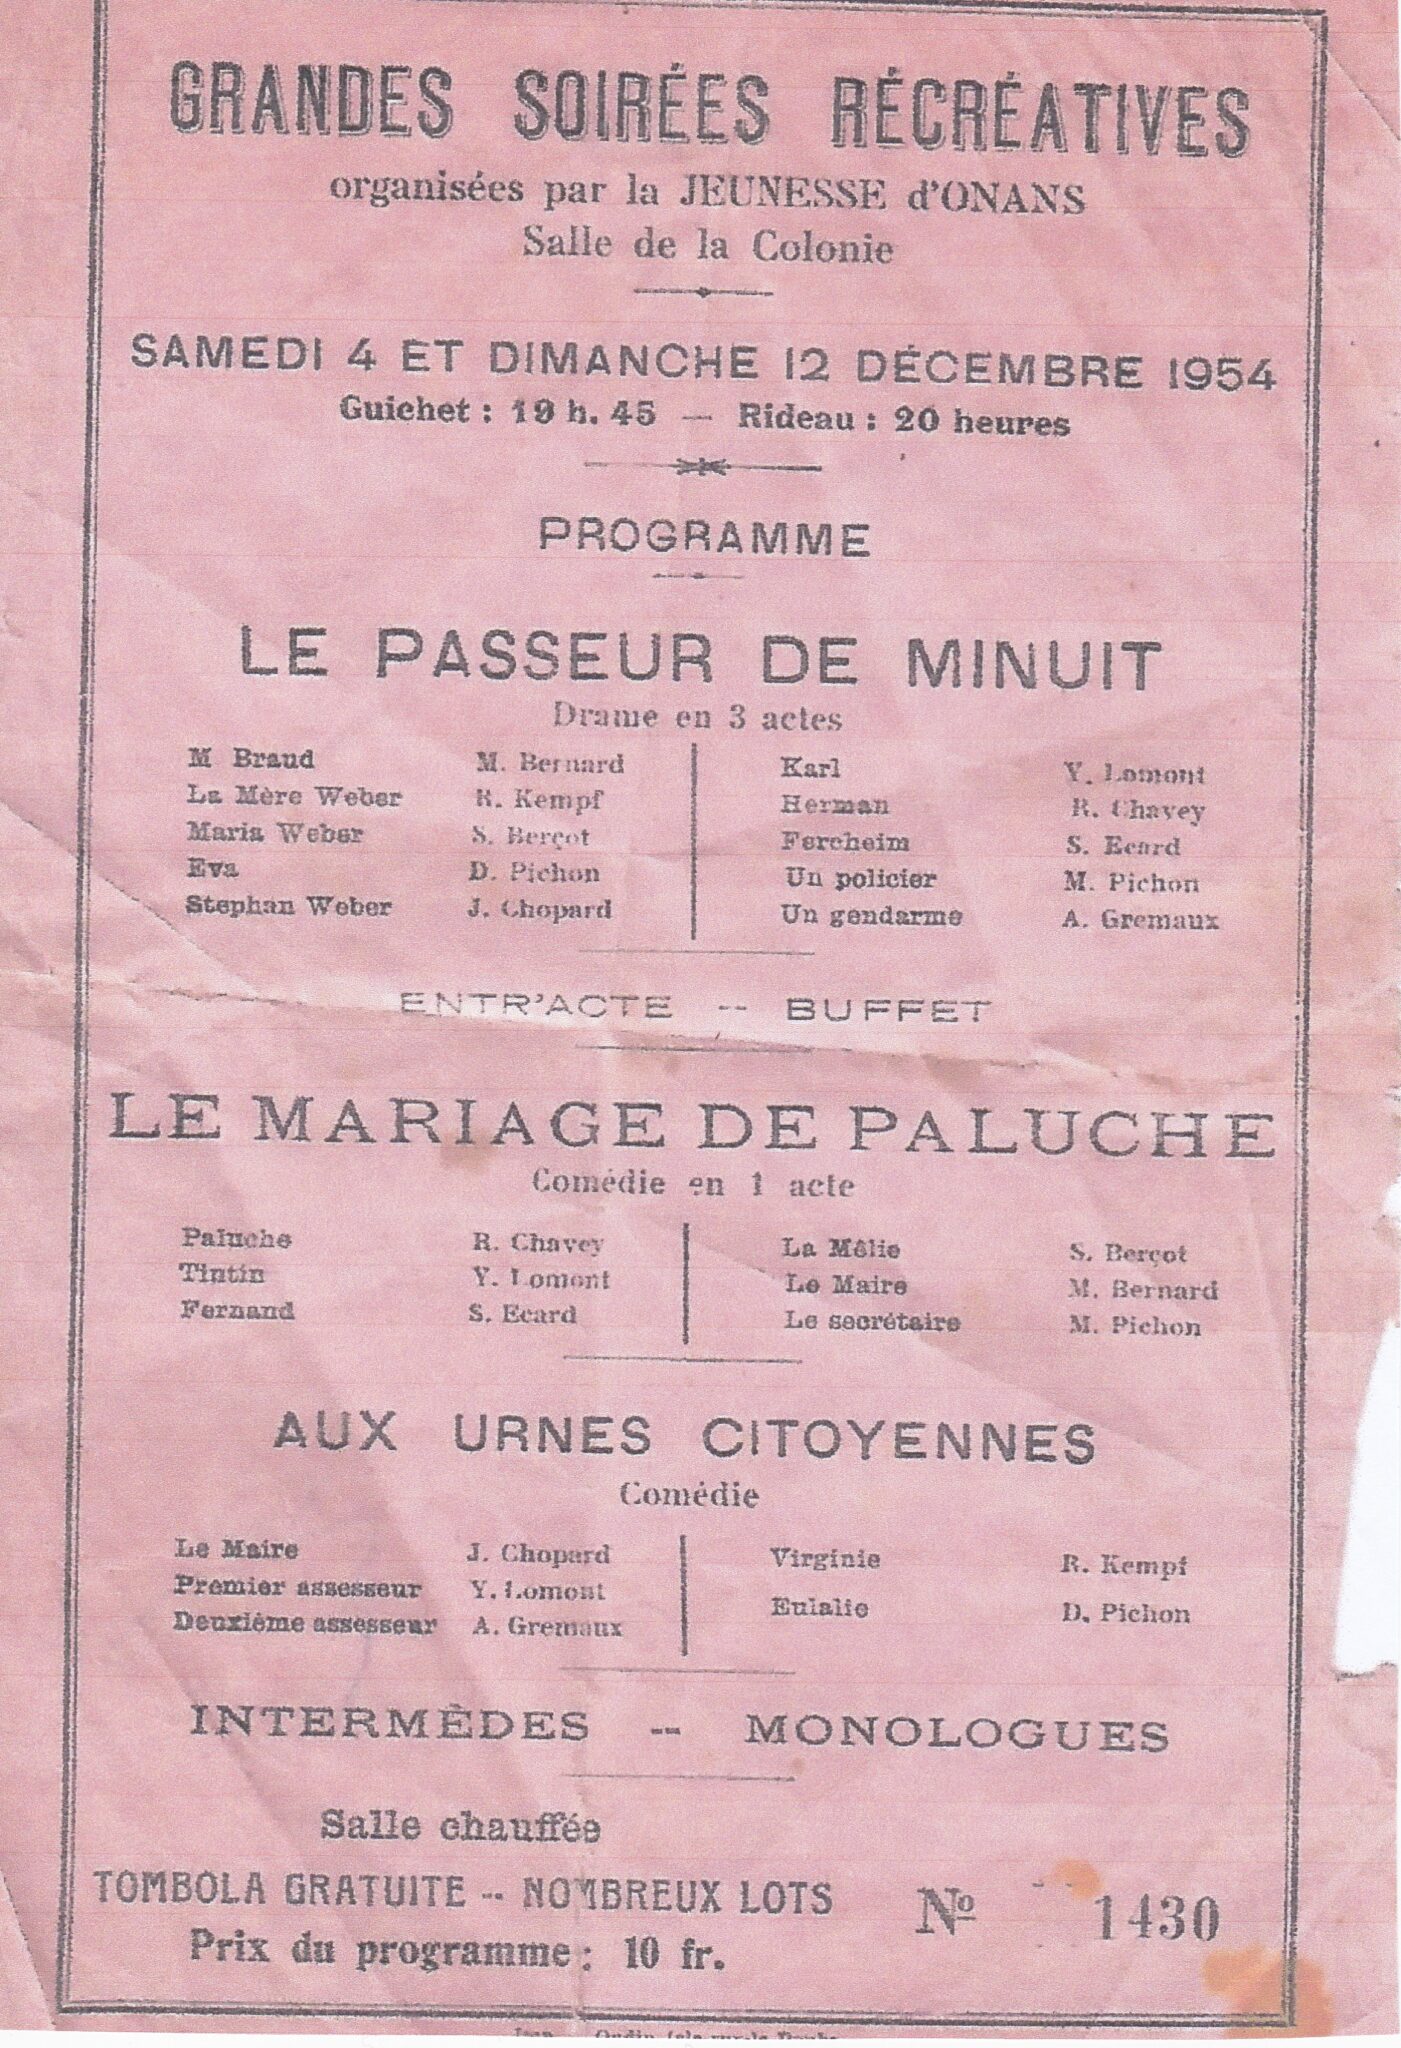 GRANDES SOIRÉES RÉCRÉATIVES
organisées par la JEUNESSE d'ONANS
Salle de la Colonie
SAMEDI 4 ET DIMANCHE 12 DÉCEMBRE 1954
Guichet : 19 h. 45 — Rideau : 20 heures
PROGRAMME
LE PASSEUR DE MINUIT
Drame en 3 actes
M Braud M. Bernard
La Mère Weber R. Kempf
Maria Weber S. Berçot
Eva D. Pichon
Stephan Weber J. Chopard
Karl Y. Lomont
Herman R. Chavey
Fercheim S. Ecard
Un policier M. Pichon
Un gendarme A. Gremaux
ENTR'ACTE -- BUFFET
LE MARIAGE DE PALUCHE
Comédie en 1 acte
Paluche R. Chavey
Tintin Y. Lomont
Fernand S. Ecard
La Mélie S. Berçot
Le Maire M. Bernard
Le secrétaire M. Pichon
AUX URNES CITOYENNES
Comédie
Le Maire J. Chopard
Premier assesseur Y. Lomont
Deuxième assesseur A. Gremaux
Virginie R. Kempf
Eulalie D. Pichon
INTERMÈDES -- MONOLOGUES
Salle chauffée
TOMBOLA GRATUITE -- NOMBREUX LOTS
Prix du programme : 10 fr.
Nº 1430